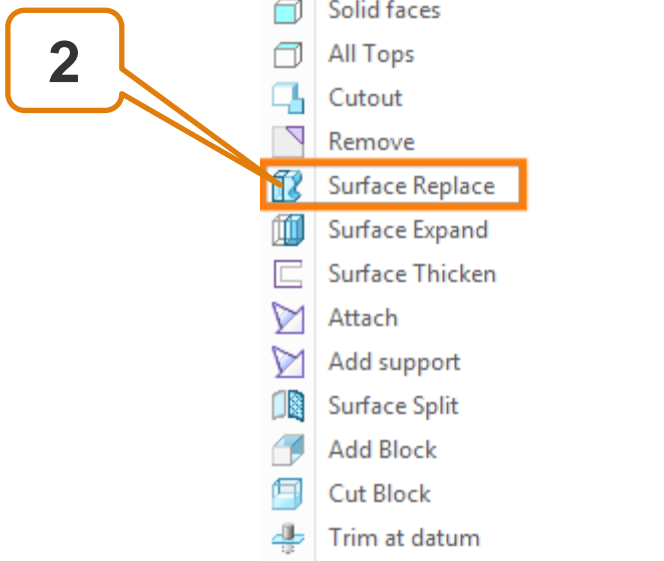 Solid faces
2
All Tops
Cutout
Remove
Surface Replace
Surface Expand
Surface Thicken
Attach
Add support
Surface Split
Add Block
Cut Block
Trim at datum